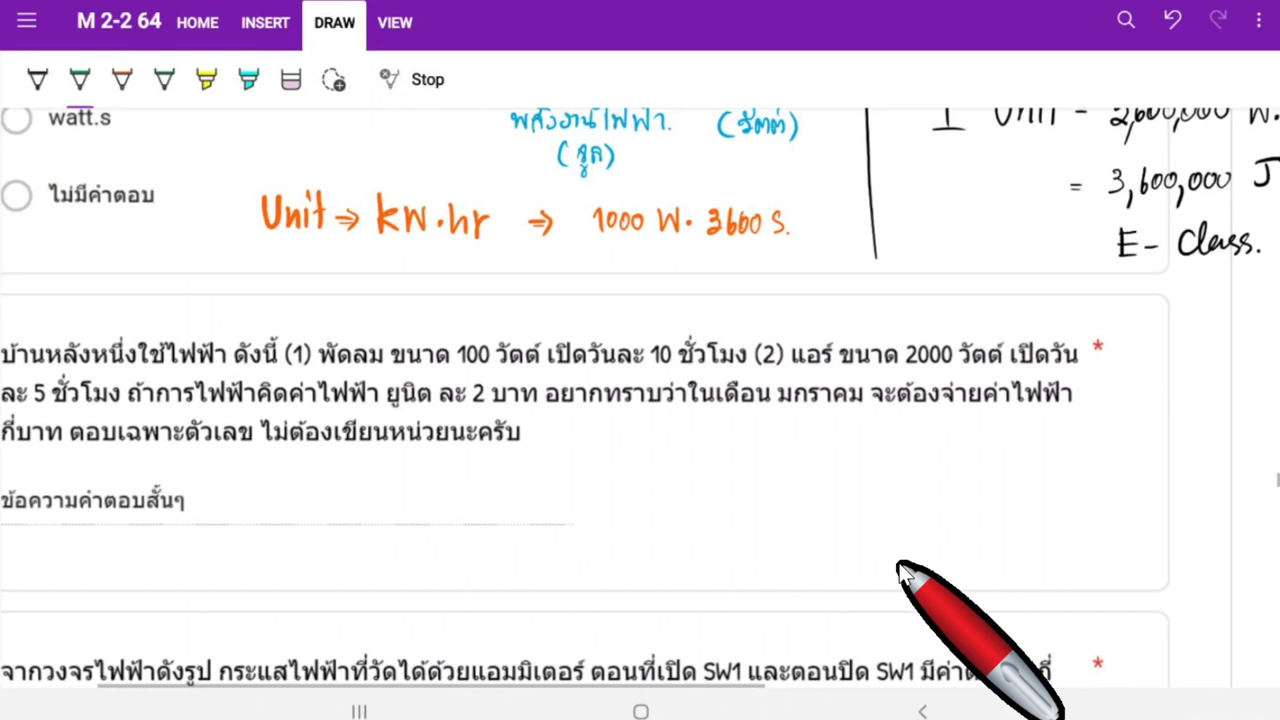 M 2-2 64 HOME INSERT DRAW VIEW
Stop
watt.s
พลังงานไฟฟ้า. (วัตต์)
(จูล)
= 3,600,000 J
ไม่มีคำตอบ
Unit ⇒ kW.hr ⇒ 1000 W. 3600 S.
E- Class.
บ้านหลังหนึ่งใช้ไฟฟ้า ดังนี้ (1) พัดลม ขนาด 100 วัตต์ เปิดวันละ 10 ชั่วโมง (2) แอร์ ขนาด 2000 วัตต์ เปิดวัน *
ละ 5 ชั่วโมง ถ้าการไฟฟ้าคิดค่าไฟฟ้า ยูนิต ละ 2 บาท อยากทราบว่าในเดือน มกราคม จะต้องจ่ายค่าไฟฟ้า
กี่บาท ตอบเฉพาะตัวเลข ไม่ต้องเขียนหน่วยนะครับ
ข้อความคำตอบสั้นๆ
จากวงจรไฟฟ้าดังรูป กระแสไฟฟ้าที่วัดได้ด้วยแอมมิเตอร์ ตอนที่เปิด SW1 และตอนปิด SW1 มีค่า *